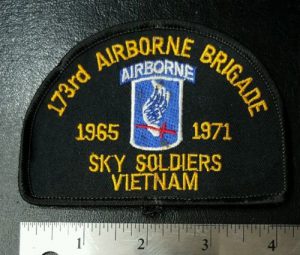 173rd AIRBORNE BRIGADE
AIRBORNE
1965 1971
SKY SOLDIERS
VIETNAM
1 2 3 4